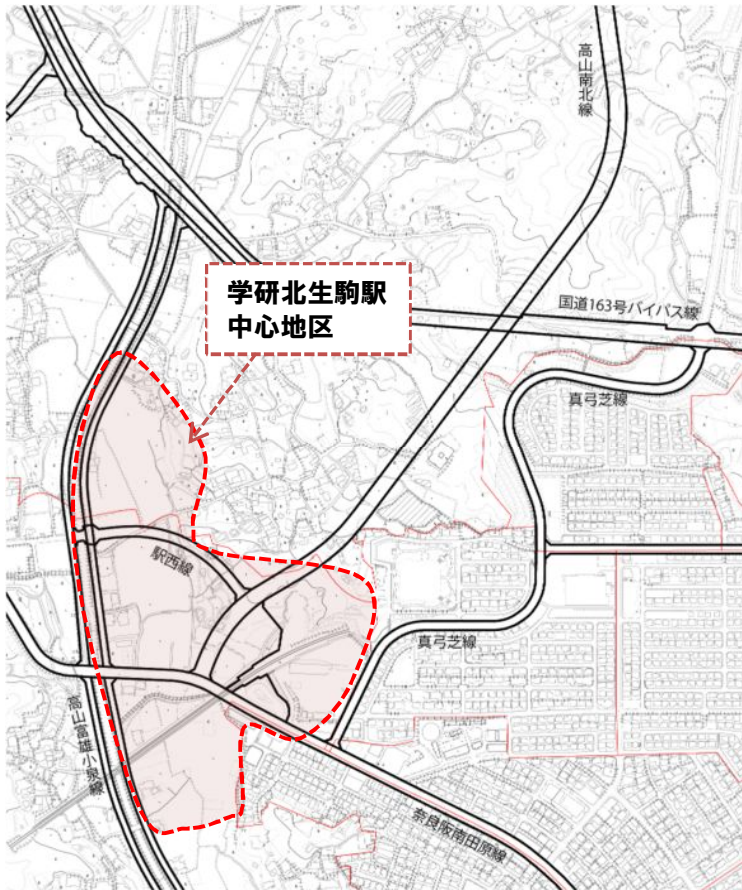 高山南北線
学研北生駒駅
中心地区
国道163号バイパス線
真弓芝線
駅西線
真弓芝線
高山富雄小泉線
奈良阪南田原線